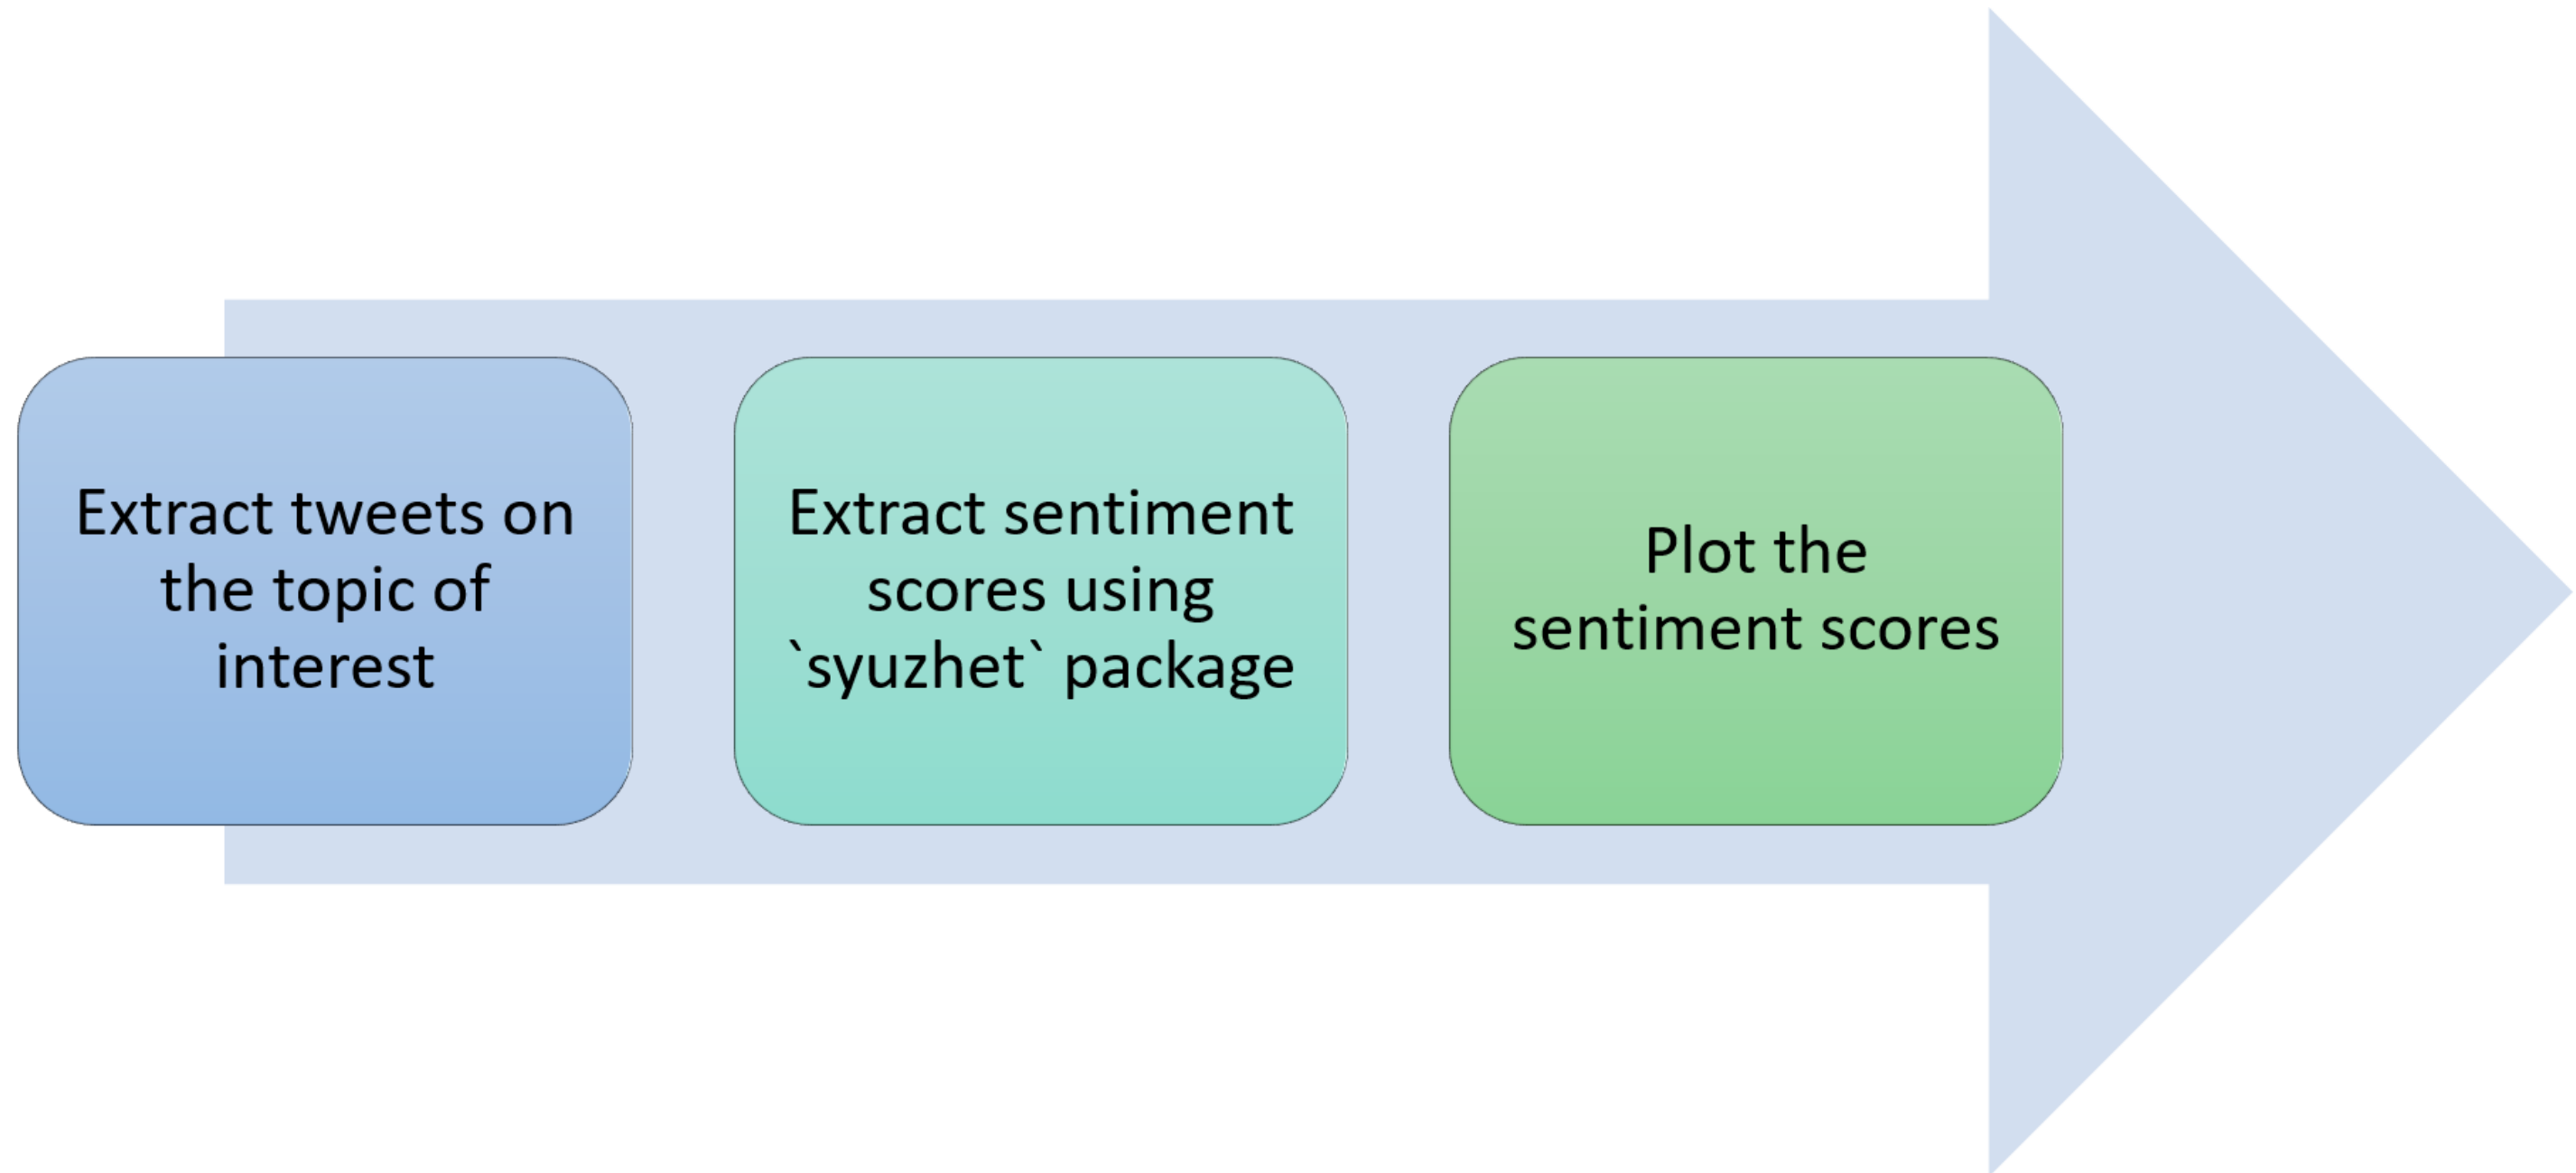 Extract tweets on
the topic of
interest
Extract sentiment
scores using
`syuzhet` package
Plot the
sentiment scores